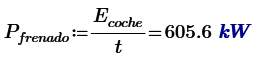 P_frenado := E_coche / t = 605.6 kW